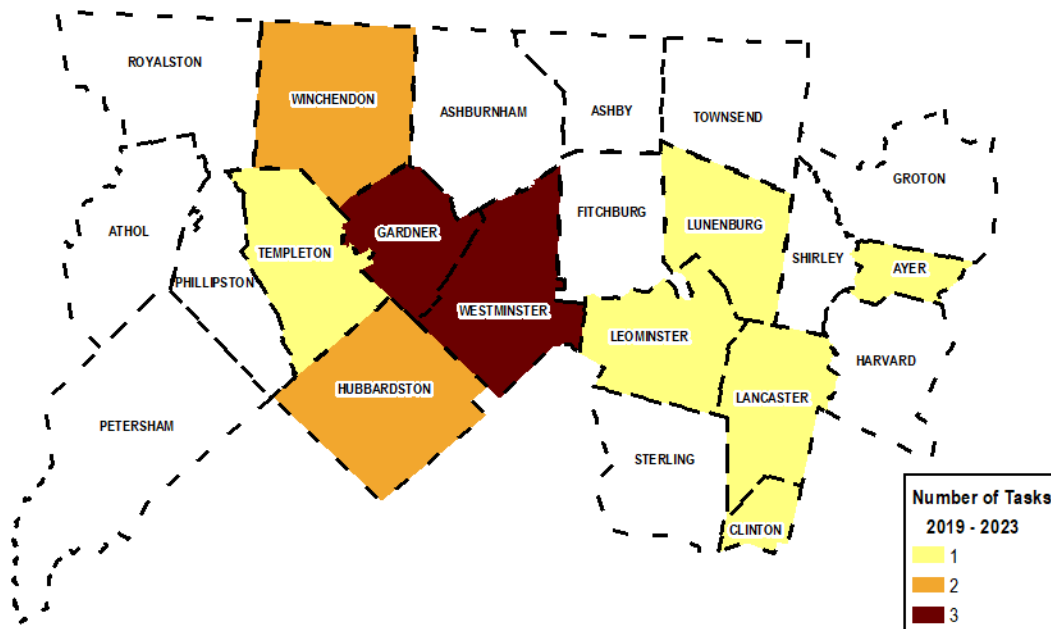 ROYALSTON
WINCHENDON
ASHBURNHAM
ASHBY
TOWNSEND
GROTON
ATHOL
PHILLIPSTON
TEMPLETON
GARDNER
FITCHBURG
LUNENBURG
SHIRLEY
AYER
WESTMINSTER
LEOMINSTER
HARVARD
HUBBARDSTON
LANCASTER
PETERSHAM
STERLING
CLINTON
Number of Tasks
2019 - 2023
1
2
3